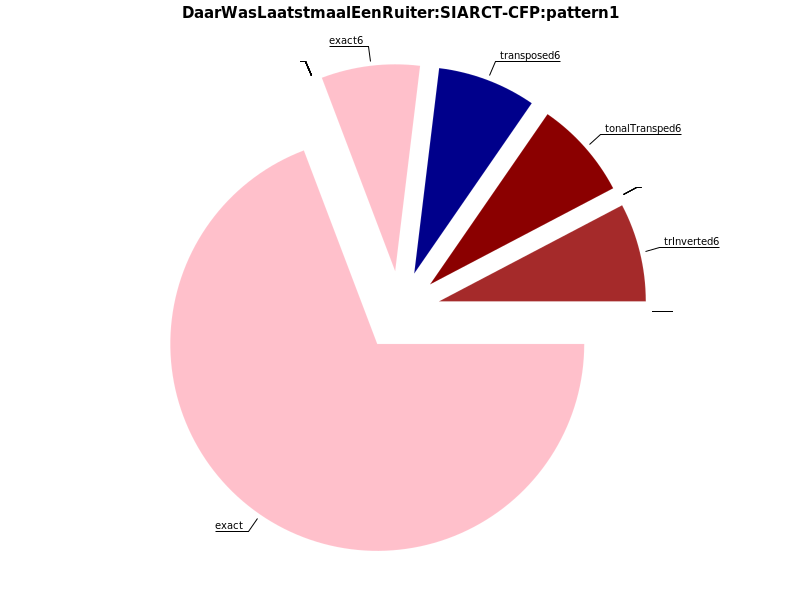 DaarWasLaatstmaalEenRuiter:SIARCT-CFP:pattern1
exact6
transposed6
tonalTransped6
trInverted6
exact